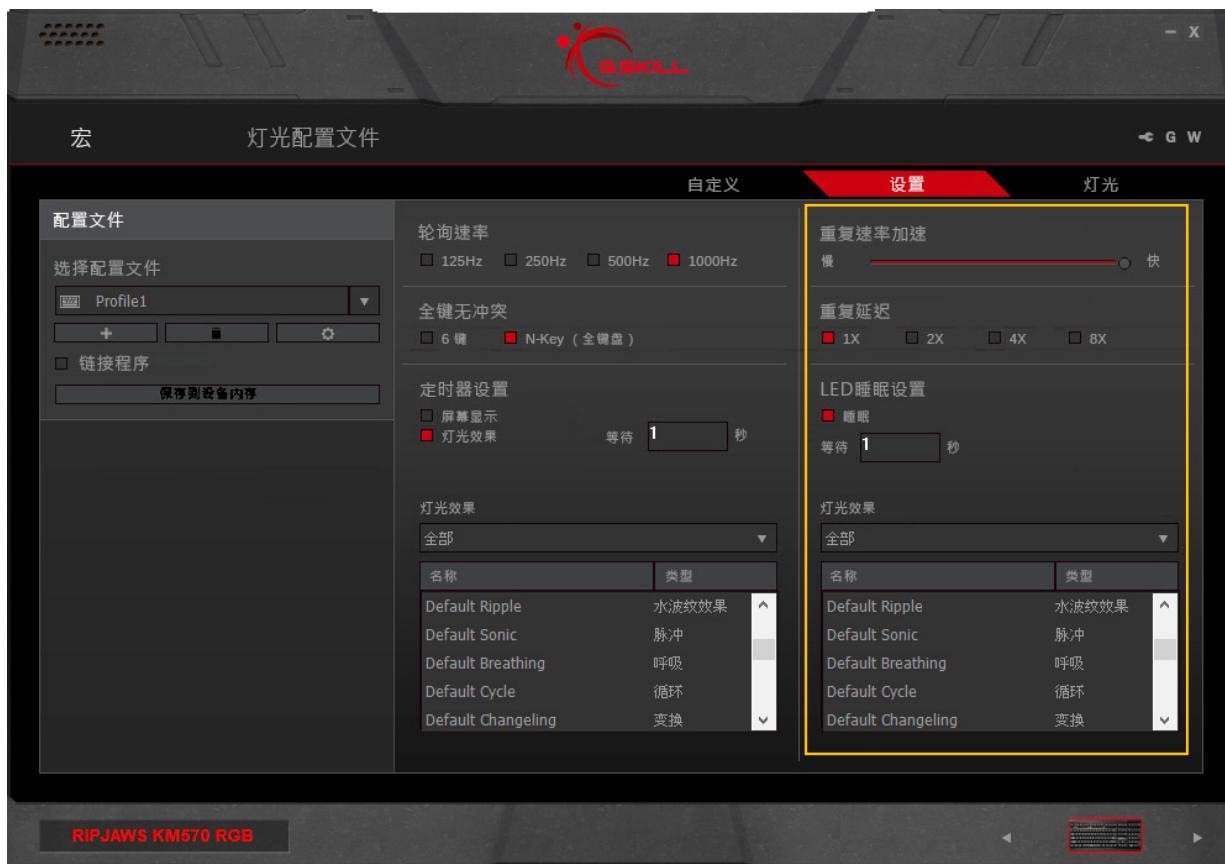 - X
G.SKILL
宏
灯光配置文件
G W
自定义
设置
灯光
配置文件
选择配置文件
Profile1
链接程序
保存到设备内存
轮询速率
125Hz 250Hz 500Hz 1000Hz
全键无冲突
6 键 N-Key ( 全键盘 )
定时器设置
屏幕显示
灯光效果 等待 1 秒
灯光效果
全部
名称 类型
Default Ripple 水波纹效果
Default Sonic 脉冲
Default Breathing 呼吸
Default Cycle 循环
Default Changeling 变换
重复速率加速
慢 快
重复延迟
1X 2X 4X 8X
LED睡眠设置
睡眠
等待 1 秒
灯光效果
全部
名称 类型
Default Ripple 水波纹效果
Default Sonic 脉冲
Default Breathing 呼吸
Default Cycle 循环
Default Changeling 变换
RIPJAWS KM570 RGB